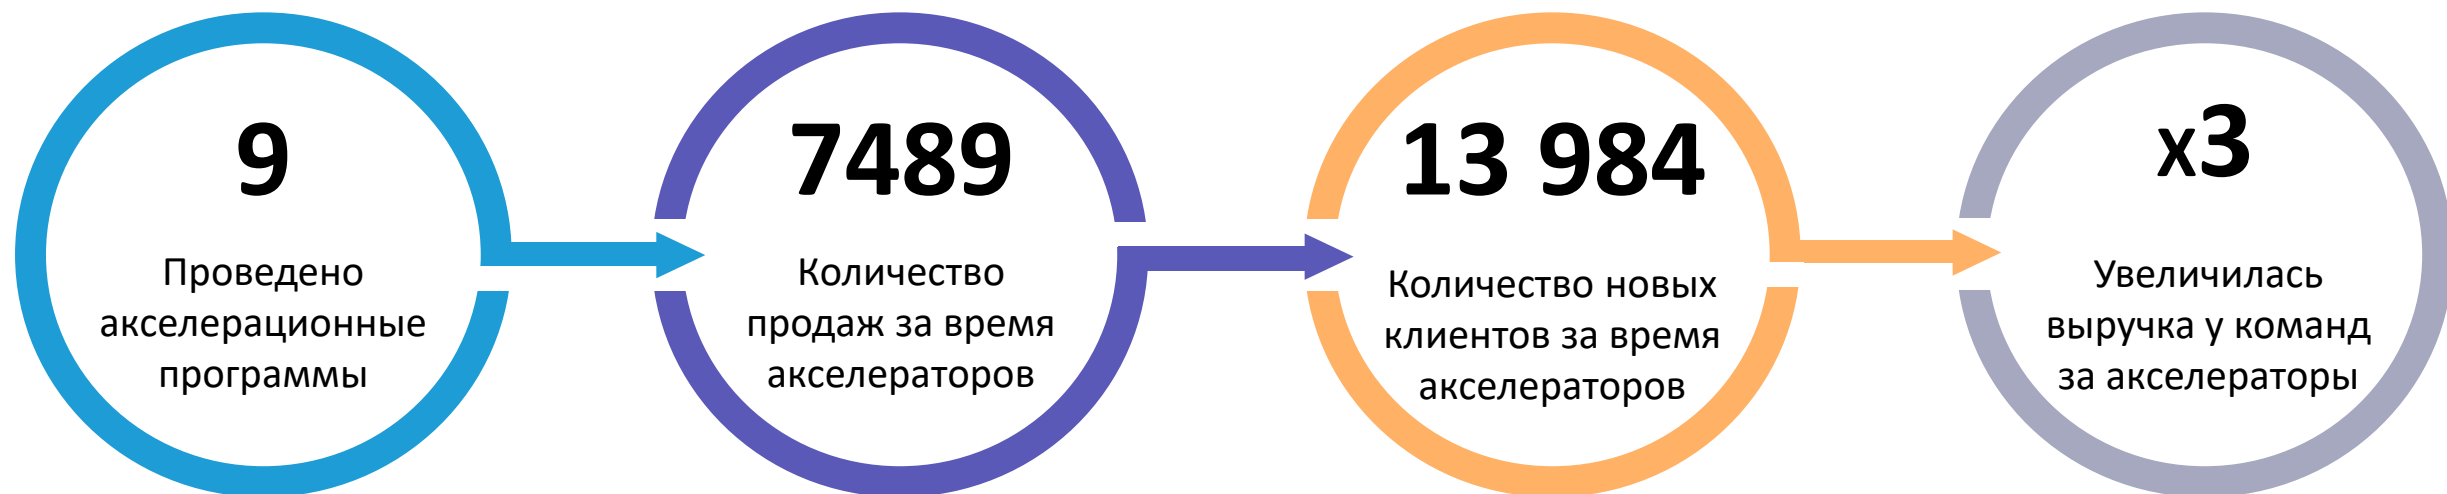 9
Проведено
акселерационные
программы
7489
Количество
продаж за время
акселераторов
13 984
Количество новых
клиентов за время
акселераторов
x3
Увеличилась
выручка у команд
за акселераторы